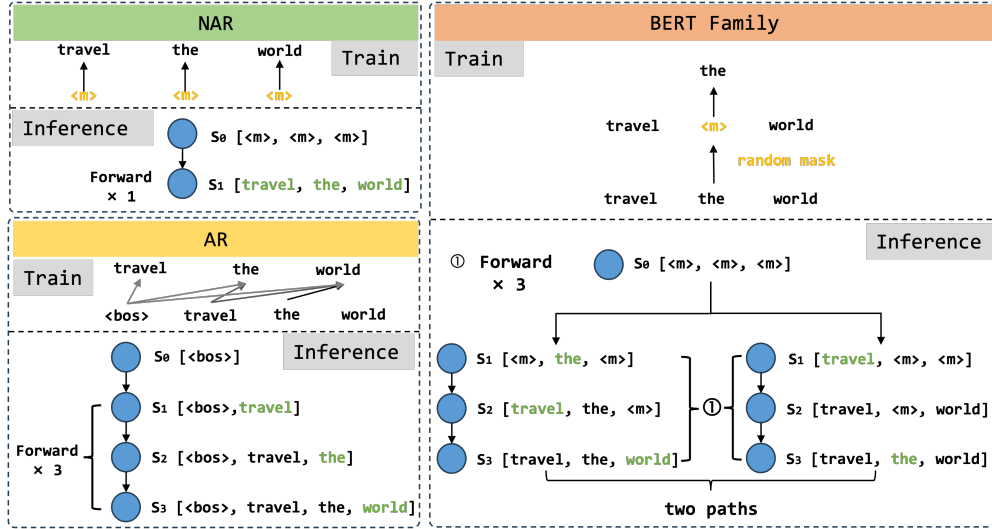 NAR
travel the world
Train
<m> <m> <m>
Inference
S0 [<m>, <m>, <m>]
Forward
× 1
S1 [travel, the, world]
AR
Train
travel the world
<bos> travel the world
Inference
S0 [<bos>]
S1 [<bos>,travel]
Forward
× 3
S2 [<bos>, travel, the]
S3 [<bos>, travel, the, world]
BERT Family
Train
the
travel <m> world
random mask
travel the world
Inference
① Forward
× 3
S0 [<m>, <m>, <m>]
S1 [<m>, the, <m>]
S2 [travel, the, <m>]
S3 [travel, the, world]
①
S1 [travel, <m>, <m>]
S2 [travel, <m>, world]
S3 [travel, the, world]
two paths